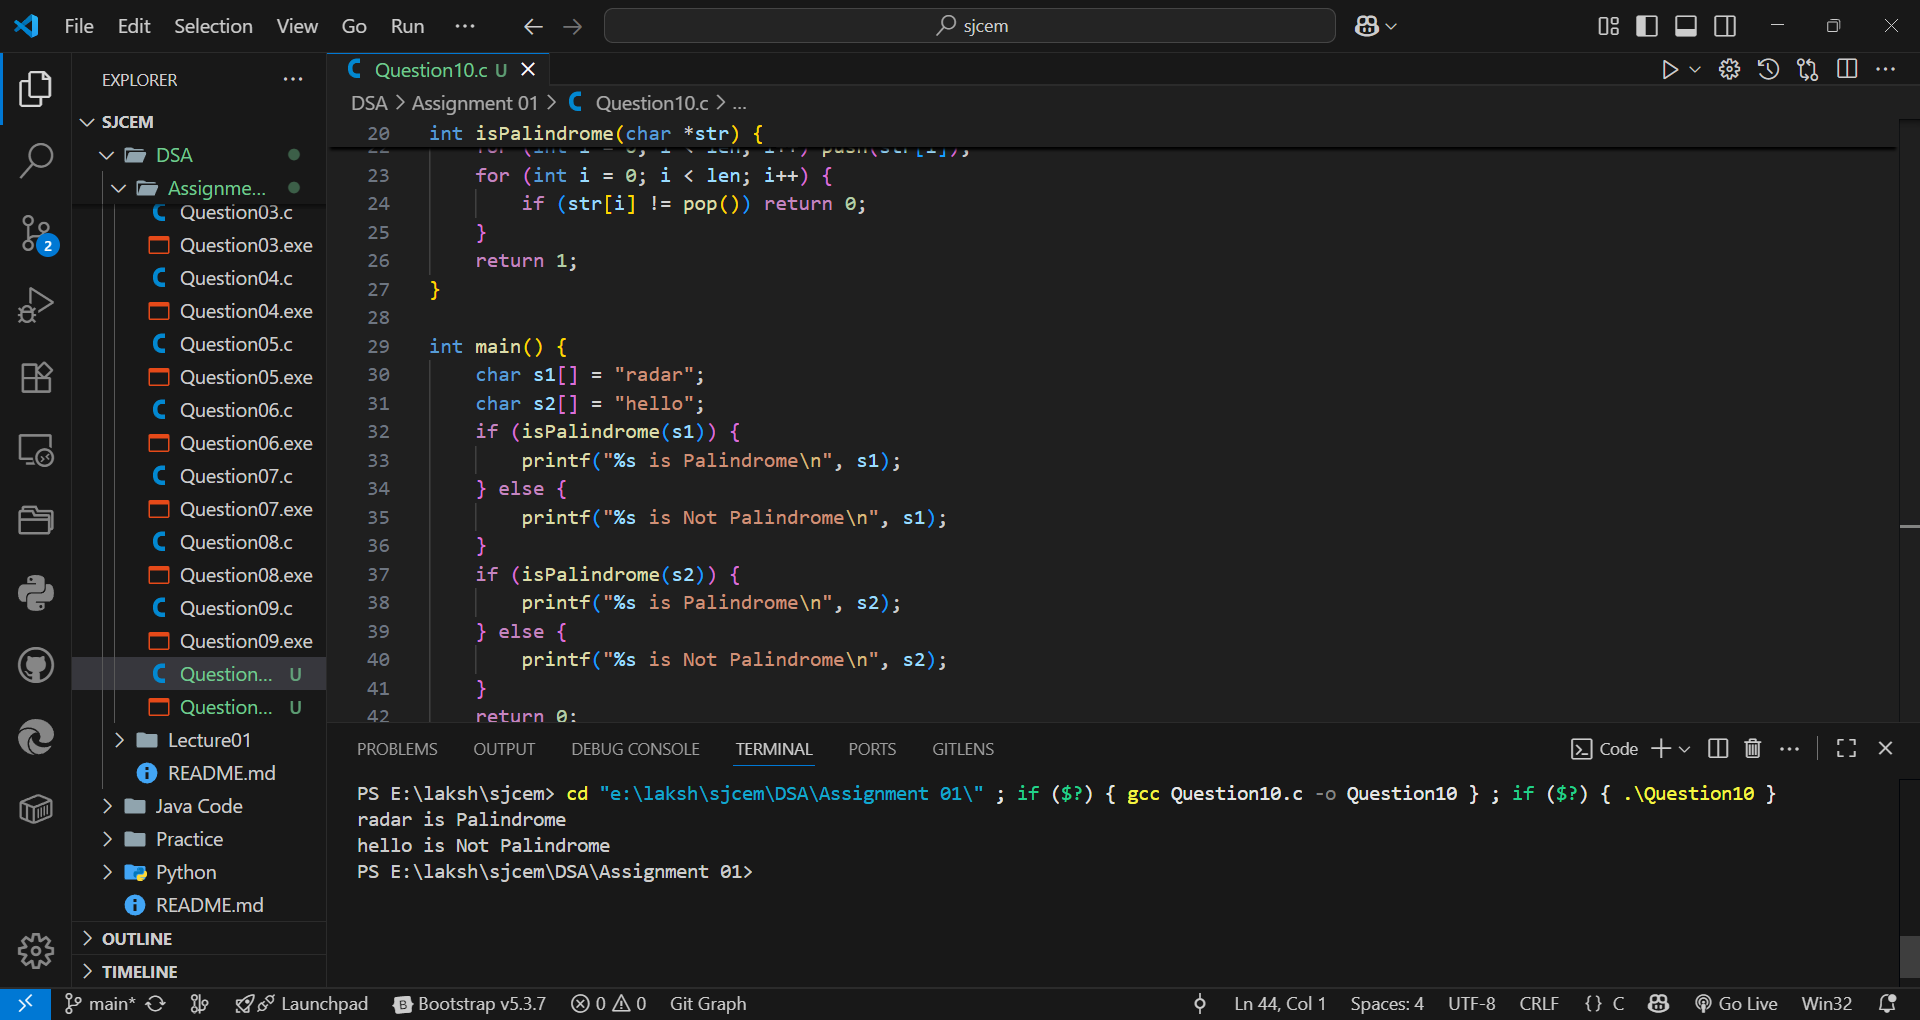 File Edit Selection View Go Run ··· sjcem
EXPLORER ···
SJCEM
DSA
Assignme...
Question03.c
Question03.exe
Question04.c
Question04.exe
Question05.c
Question05.exe
Question06.c
Question06.exe
Question07.c
Question07.exe
Question08.c
Question08.exe
Question09.c
Question09.exe
Question... U
Question... U
Lecture01
README.md
Java Code
Practice
Python
README.md
OUTLINE
TIMELINE
2
Question10.c U
DSA > Assignment 01 > Question10.c > ...
20 int isPalindrome(char *str) {
22 for (int i = 0; i < len; i++) push(str[i]);
23 for (int i = 0; i < len; i++) {
24 if (str[i] != pop()) return 0;
25 }
26 return 1;
27 }
28
29 int main() {
30 char s1[] = "radar";
31 char s2[] = "hello";
32 if (isPalindrome(s1)) {
33 printf("%s is Palindrome\n", s1);
34 } else {
35 printf("%s is Not Palindrome\n", s1);
36 }
37 if (isPalindrome(s2)) {
38 printf("%s is Palindrome\n", s2);
39 } else {
40 printf("%s is Not Palindrome\n", s2);
41 }
42 return 0;
PROBLEMS OUTPUT DEBUG CONSOLE TERMINAL PORTS GITLENS Code
PS E:\laksh\sjcem> cd "e:\laksh\sjcem\DSA\Assignment 01\" ; if ($?) { gcc Question10.c -o Question10 } ; if ($?) { .\Question10 }
radar is Palindrome
hello is Not Palindrome
PS E:\laksh\sjcem\DSA\Assignment 01>
main* Launchpad Bootstrap v5.3.7 0 0 Git Graph Ln 44, Col 1 Spaces: 4 UTF-8 CRLF {} C Go Live Win32